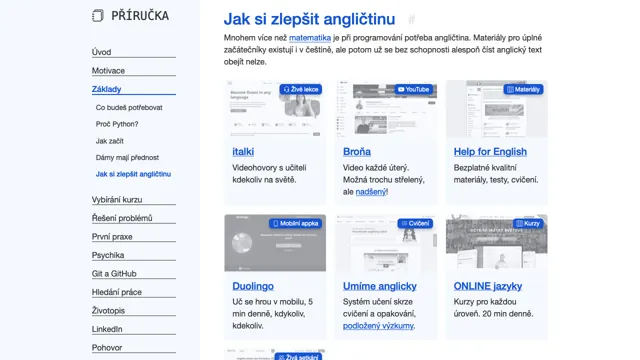 PŘÍRUČKA
Úvod
Motivace
Základy
Co budeš potřebovat
Proč Python?
Jak začít
Dámy mají přednost
Jak si zlepšit angličtinu
Vybírání kurzu
Řešení problémů
První praxe
Psychika
Git a GitHub
Hledání práce
Životopis
LinkedIn
Pohovor
Jak si zlepšit angličtinu #
Mnohem více než matematika je při programování potřeba angličtina. Materiály pro úplné
začátečníky existují i v češtině, ale potom už se bez schopnosti alespoň číst anglický text
obejít nelze.
Živé lekce
italki
Videohovory s učiteli
kdekoliv na světě.
YouTube
Broňa
Video každé úterý.
Možná trochu střelený,
ale nadšený!
Materiály
Help for English
Bezplatné kvalitní
materiály, testy, cvičení.
Mobilní appka
Duolingo
Uč se hrou v mobilu, 5
min denně, kdykoliv,
kdekoliv.
Cvičení
Umíme anglicky
Systém učení skrze
cvičení a opakování,
podložený výzkumy.
Kurzy
ONLINE jazyky
Kurzy pro každou
úroveň. 20 min denně.
Živá setkání